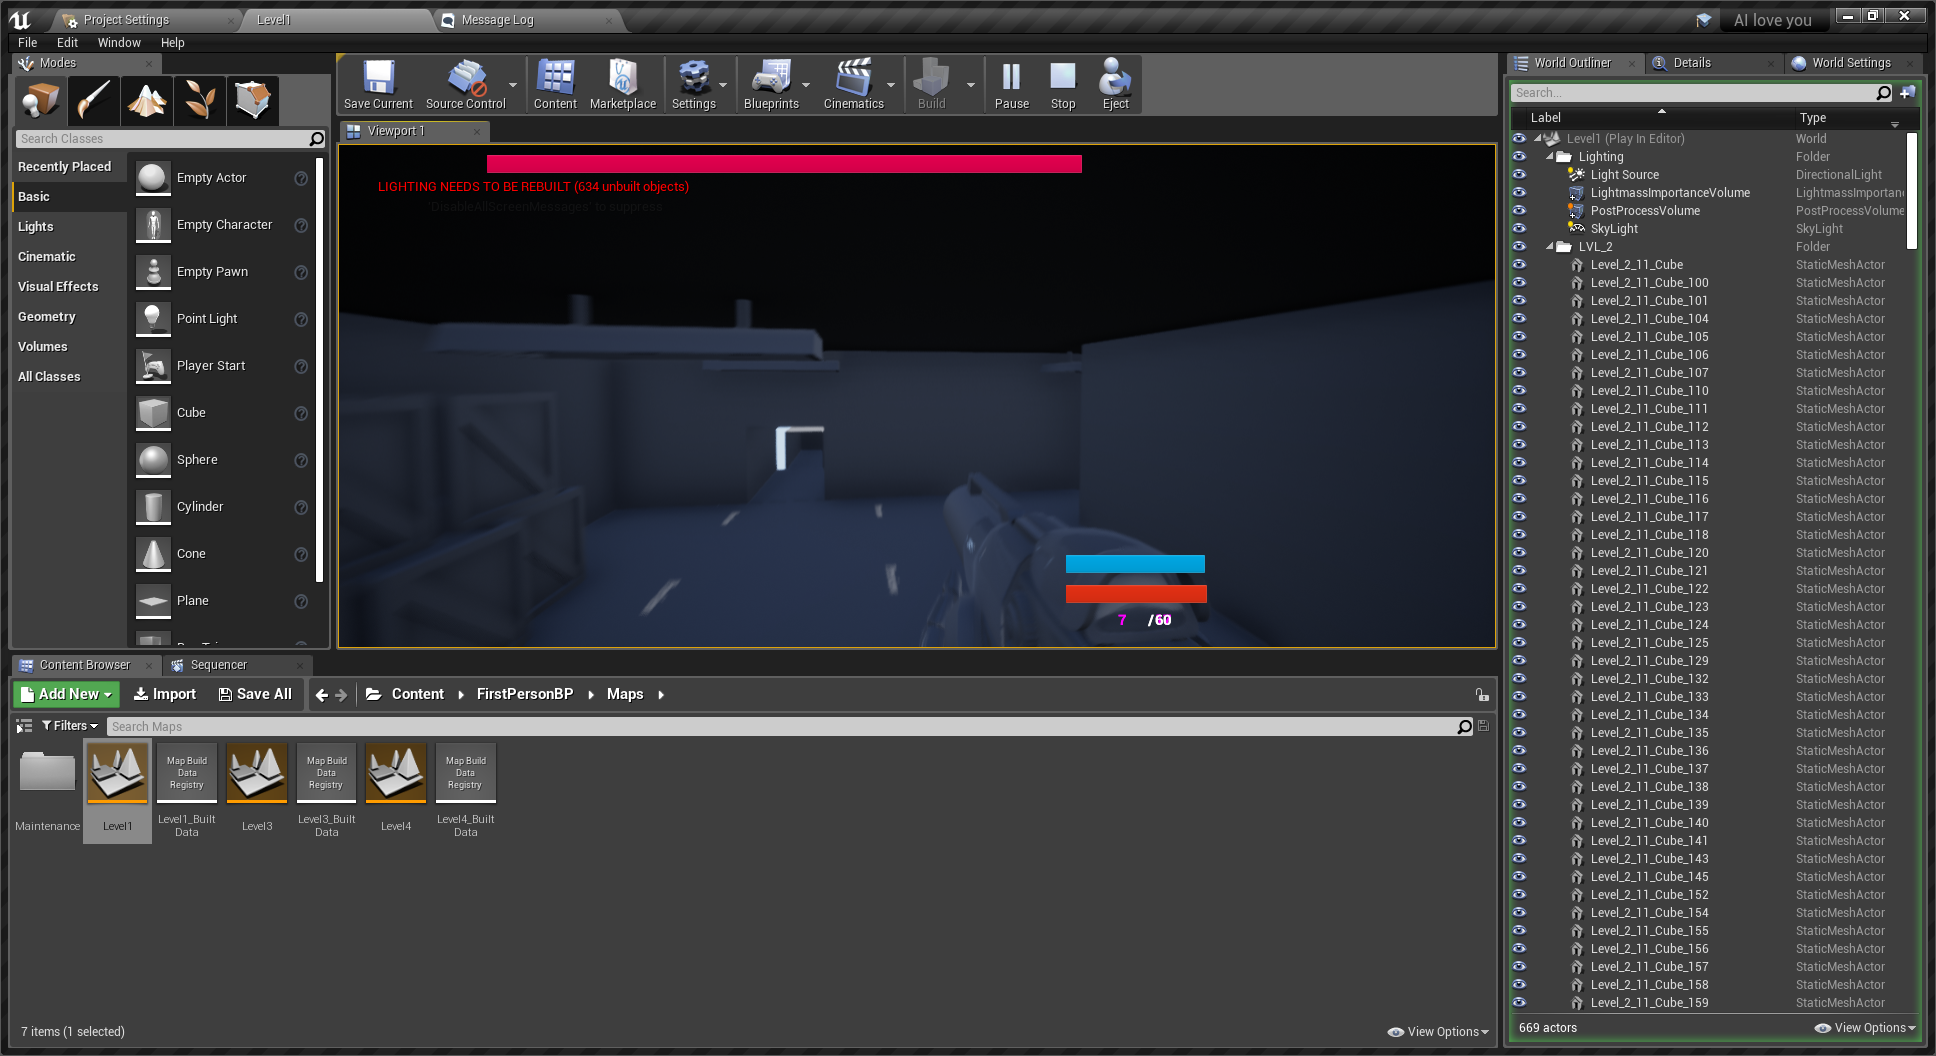 Project Settings
Level1
Message Log
AI love you
File Edit Window Help
Modes
Save Current
Source Control
Content
Marketplace
Settings
Blueprints
Cinematics
Build
Pause
Stop
Eject
Search Classes
Recently Placed
Basic
Lights
Cinematic
Visual Effects
Geometry
Volumes
All Classes
Empty Actor
Empty Character
Empty Pawn
Point Light
Player Start
Cube
Sphere
Cylinder
Cone
Plane
Viewport 1
LIGHTING NEEDS TO BE REBUILT (634 unbuilt objects)
'DisableAllScreenMessages' to suppress
7 /60
World Outliner
Details
World Settings
Search...
Label Type
Level1 (Play In Editor) World
Lighting Folder
Light Source DirectionalLight
LightmassImportanceVolume LightmassImportanc
PostProcessVolume PostProcessVolume
SkyLight SkyLight
LVL_2 Folder
Level_2_11_Cube StaticMeshActor
Level_2_11_Cube_100 StaticMeshActor
Level_2_11_Cube_101 StaticMeshActor
Level_2_11_Cube_104 StaticMeshActor
Level_2_11_Cube_105 StaticMeshActor
Level_2_11_Cube_106 StaticMeshActor
Level_2_11_Cube_107 StaticMeshActor
Level_2_11_Cube_110 StaticMeshActor
Level_2_11_Cube_111 StaticMeshActor
Level_2_11_Cube_112 StaticMeshActor
Level_2_11_Cube_113 StaticMeshActor
Level_2_11_Cube_114 StaticMeshActor
Level_2_11_Cube_115 StaticMeshActor
Level_2_11_Cube_116 StaticMeshActor
Level_2_11_Cube_117 StaticMeshActor
Level_2_11_Cube_118 StaticMeshActor
Level_2_11_Cube_120 StaticMeshActor
Level_2_11_Cube_121 StaticMeshActor
Level_2_11_Cube_122 StaticMeshActor
Level_2_11_Cube_123 StaticMeshActor
Level_2_11_Cube_124 StaticMeshActor
Level_2_11_Cube_125 StaticMeshActor
Level_2_11_Cube_129 StaticMeshActor
Level_2_11_Cube_132 StaticMeshActor
Level_2_11_Cube_133 StaticMeshActor
Level_2_11_Cube_134 StaticMeshActor
Level_2_11_Cube_135 StaticMeshActor
Level_2_11_Cube_136 StaticMeshActor
Level_2_11_Cube_137 StaticMeshActor
Level_2_11_Cube_138 StaticMeshActor
Level_2_11_Cube_139 StaticMeshActor
Level_2_11_Cube_140 StaticMeshActor
Level_2_11_Cube_141 StaticMeshActor
Level_2_11_Cube_143 StaticMeshActor
Level_2_11_Cube_145 StaticMeshActor
Level_2_11_Cube_152 StaticMeshActor
Level_2_11_Cube_154 StaticMeshActor
Level_2_11_Cube_155 StaticMeshActor
Level_2_11_Cube_156 StaticMeshActor
Level_2_11_Cube_157 StaticMeshActor
Level_2_11_Cube_158 StaticMeshActor
Level_2_11_Cube_159 StaticMeshActor
669 actors
View Options
Content Browser
Sequencer
Add New
Import
Save All
Content
FirstPersonBP
Maps
Filters
Search Maps
Maintenance
Level1
Map Build
Data
Registry
Level1_Built
Data
Level3
Map Build
Data
Registry
Level3_Built
Data
Level4
Map Build
Data
Registry
Level4_Built
Data
7 items (1 selected)
View Options